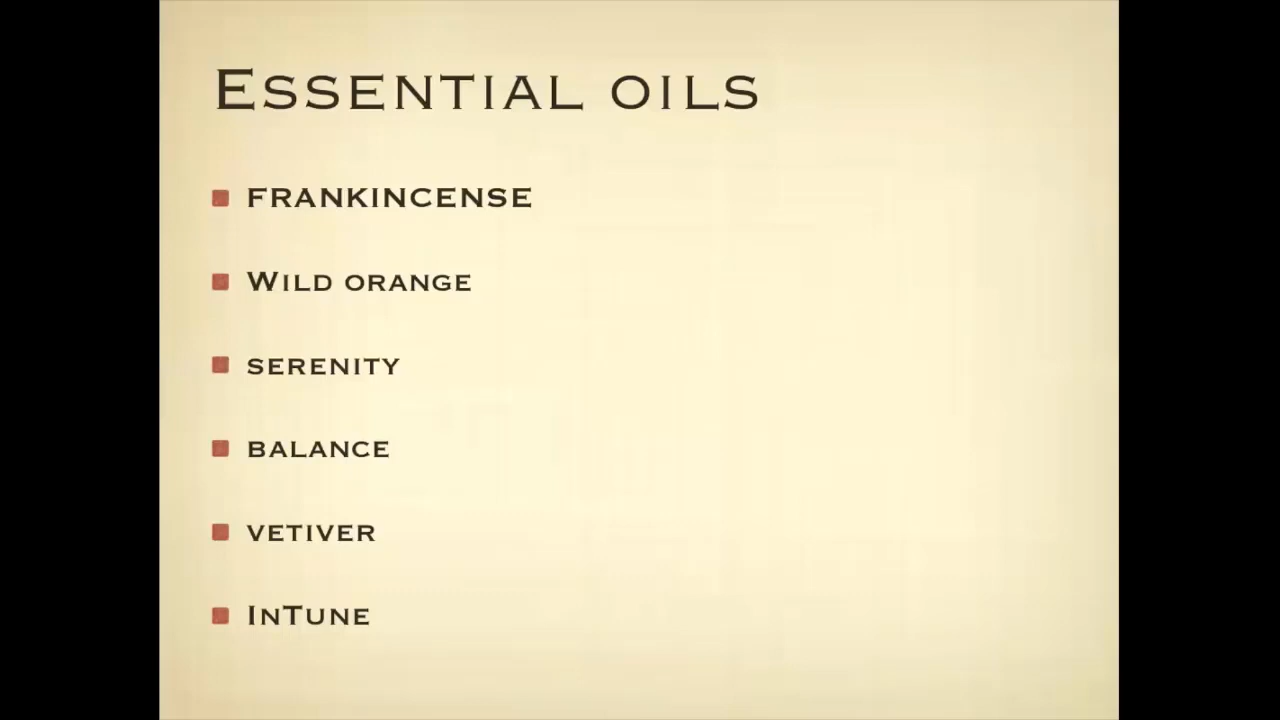 Essential oils
FRANKINCENSE
Wild orange
serenity
balance
vetiver
InTune